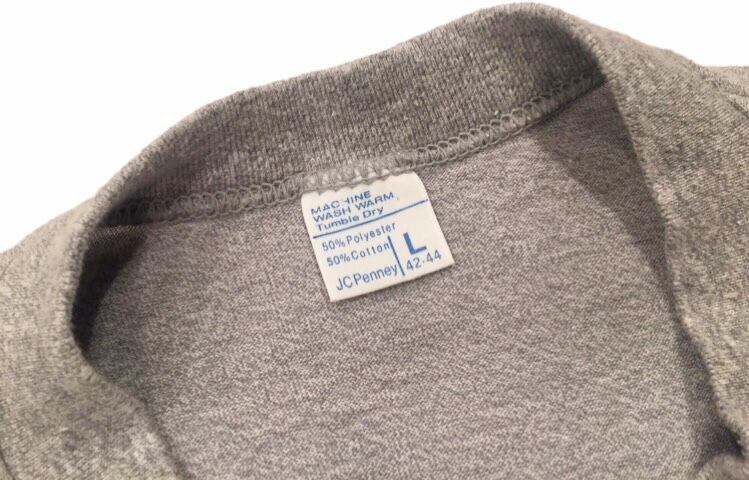 MACHINE
WASH WARM,
Tumble Dry
50% Polyester
50% Cotton
L
JCPenney
42-44